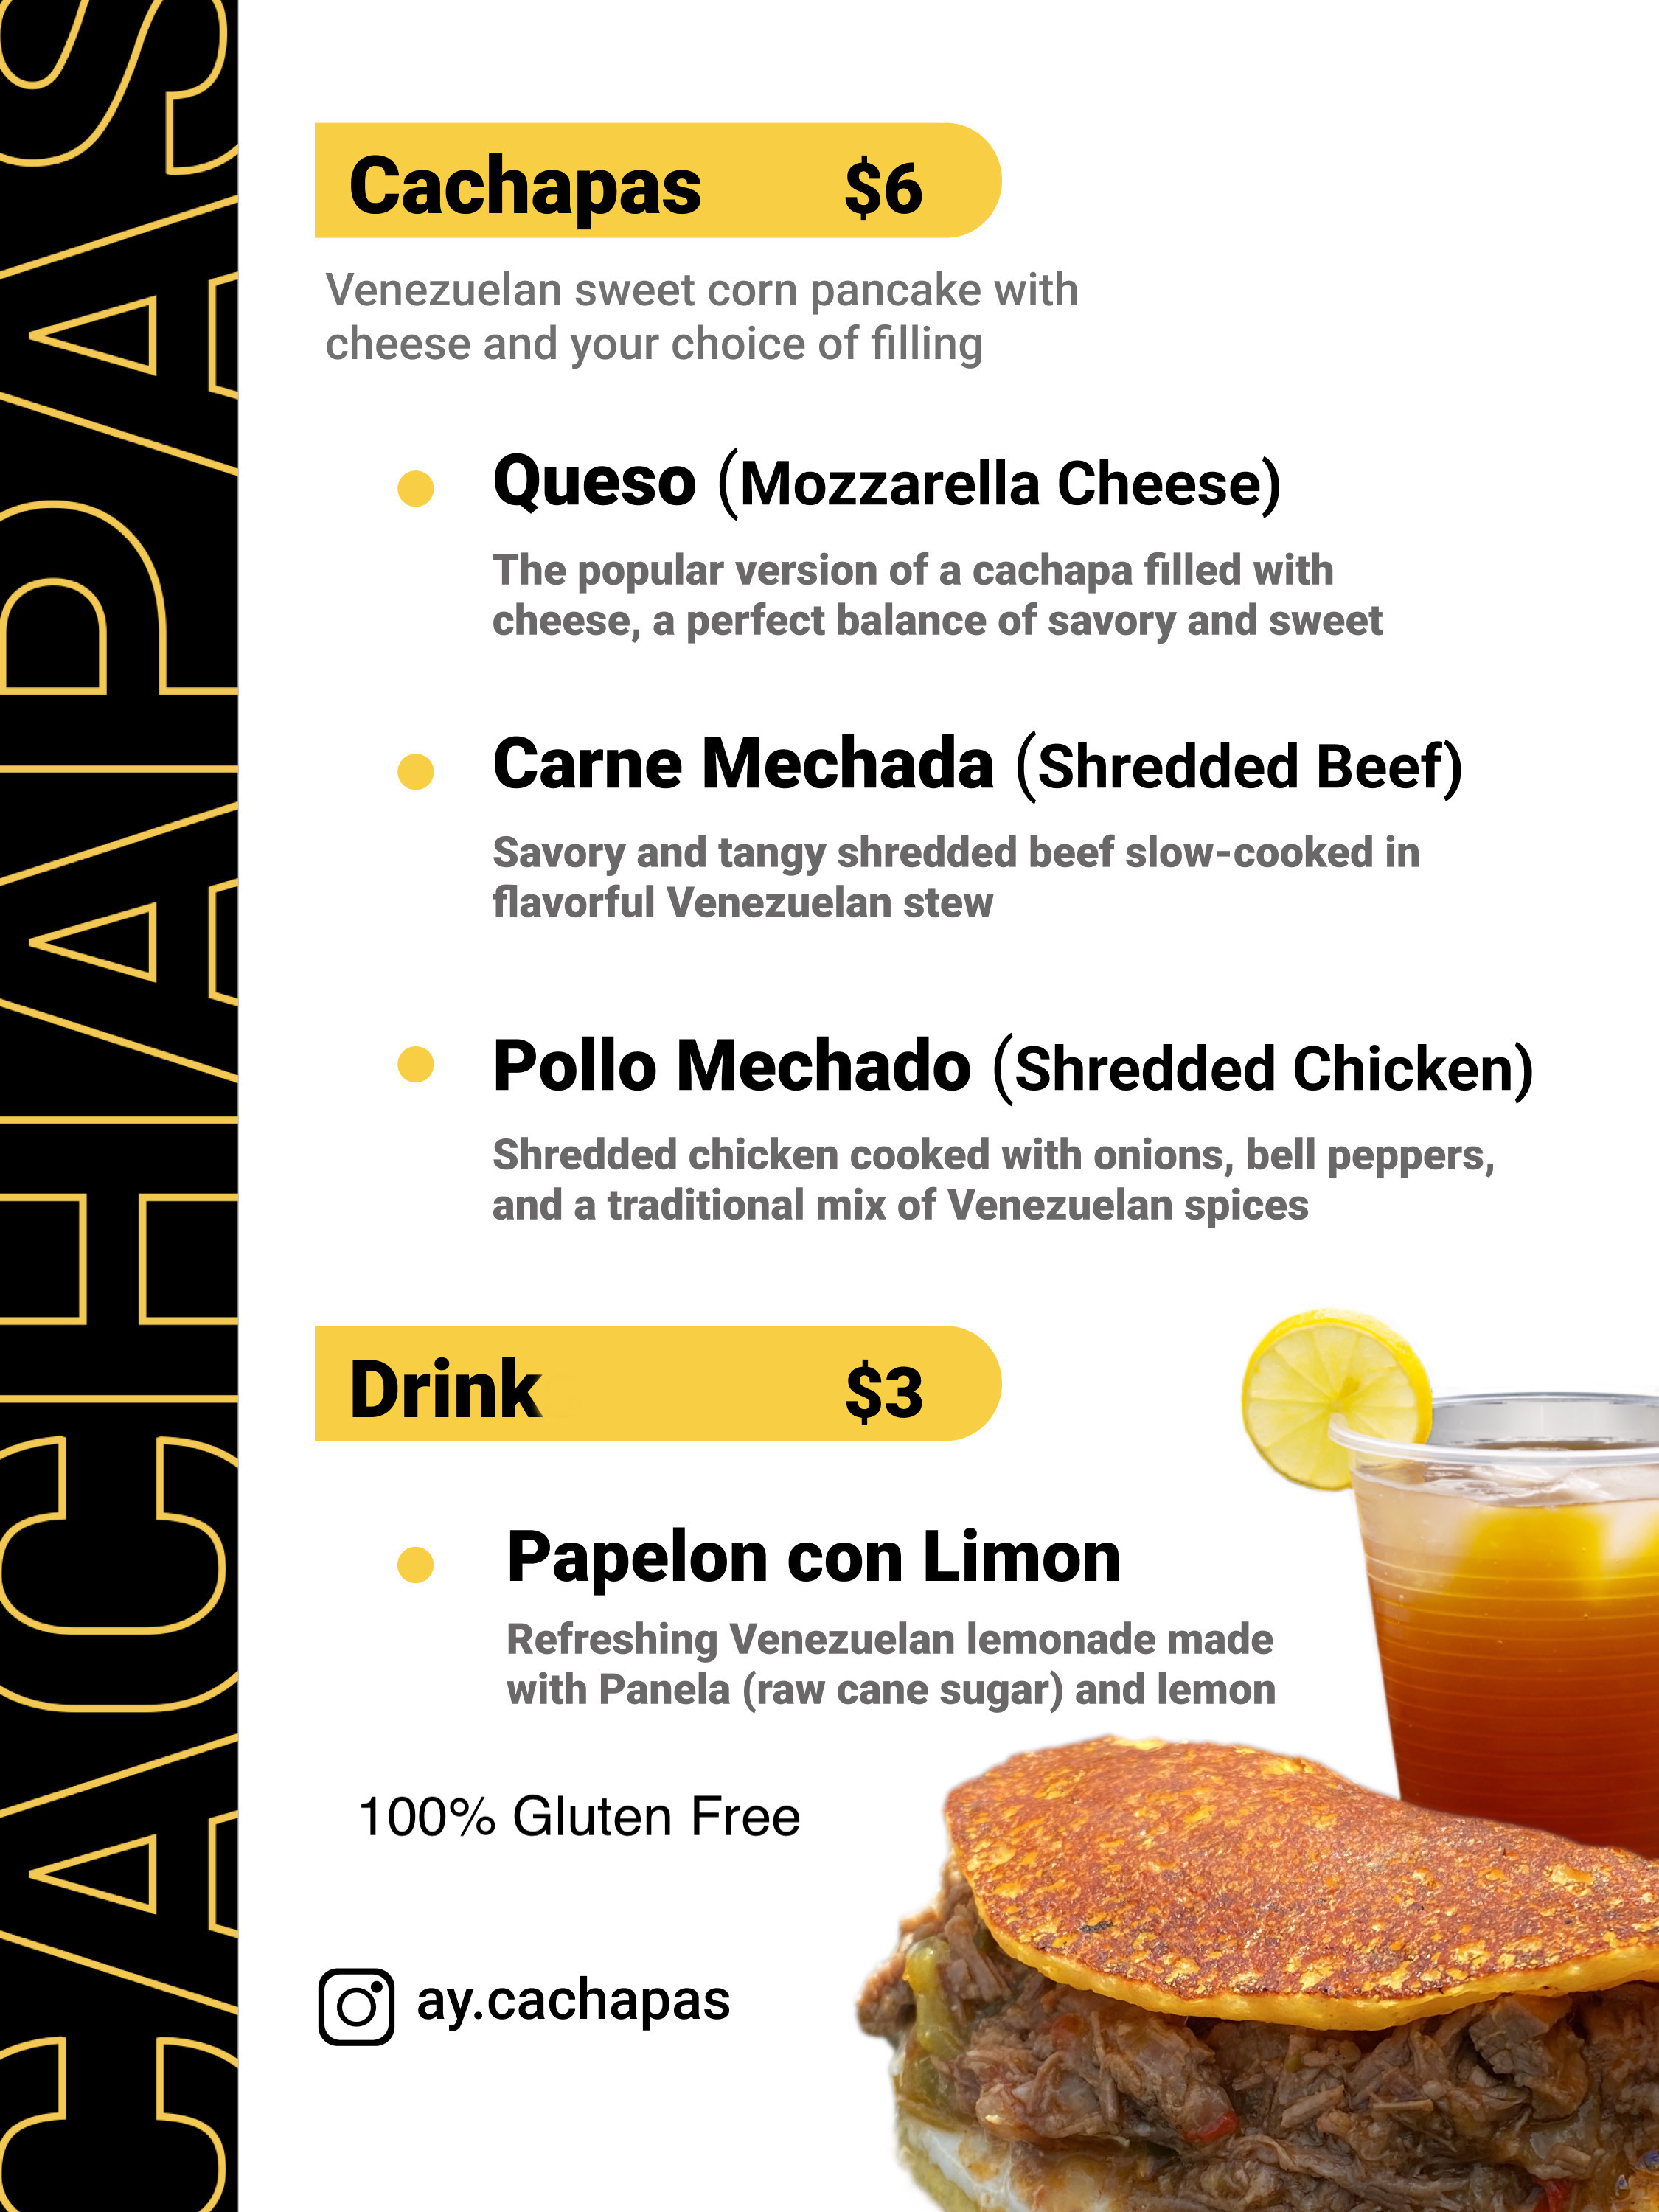 CACHAPAS
Cachapas $6
Venezuelan sweet corn pancake with
cheese and your choice of filling
Queso (Mozzarella Cheese)
The popular version of a cachapa filled with
cheese, a perfect balance of savory and sweet
Carne Mechada (Shredded Beef)
Savory and tangy shredded beef slow-cooked in
flavorful Venezuelan stew
Pollo Mechado (Shredded Chicken)
Shredded chicken cooked with onions, bell peppers,
and a traditional mix of Venezuelan spices
Drink $3
Papelon con Limon
Refreshing Venezuelan lemonade made
with Panela (raw cane sugar) and lemon
100% Gluten Free
ay.cachapas